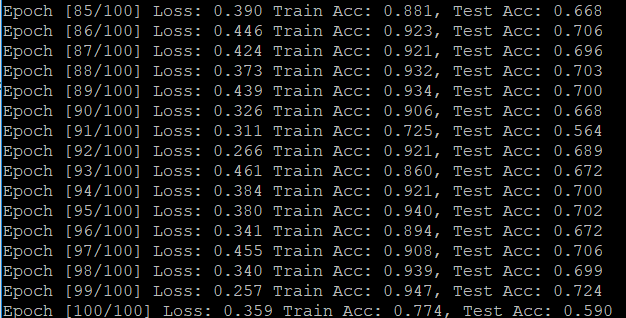 Epoch [85/100] Loss: 0.390 Train Acc: 0.881, Test Acc: 0.668
Epoch [86/100] Loss: 0.446 Train Acc: 0.923, Test Acc: 0.706
Epoch [87/100] Loss: 0.424 Train Acc: 0.921, Test Acc: 0.696
Epoch [88/100] Loss: 0.373 Train Acc: 0.932, Test Acc: 0.703
Epoch [89/100] Loss: 0.439 Train Acc: 0.934, Test Acc: 0.700
Epoch [90/100] Loss: 0.326 Train Acc: 0.906, Test Acc: 0.668
Epoch [91/100] Loss: 0.311 Train Acc: 0.725, Test Acc: 0.564
Epoch [92/100] Loss: 0.266 Train Acc: 0.921, Test Acc: 0.689
Epoch [93/100] Loss: 0.461 Train Acc: 0.860, Test Acc: 0.672
Epoch [94/100] Loss: 0.384 Train Acc: 0.921, Test Acc: 0.700
Epoch [95/100] Loss: 0.380 Train Acc: 0.940, Test Acc: 0.702
Epoch [96/100] Loss: 0.341 Train Acc: 0.894, Test Acc: 0.672
Epoch [97/100] Loss: 0.455 Train Acc: 0.908, Test Acc: 0.706
Epoch [98/100] Loss: 0.340 Train Acc: 0.939, Test Acc: 0.699
Epoch [99/100] Loss: 0.257 Train Acc: 0.947, Test Acc: 0.724
Epoch [100/100] Loss: 0.359 Train Acc: 0.774, Test Acc: 0.590